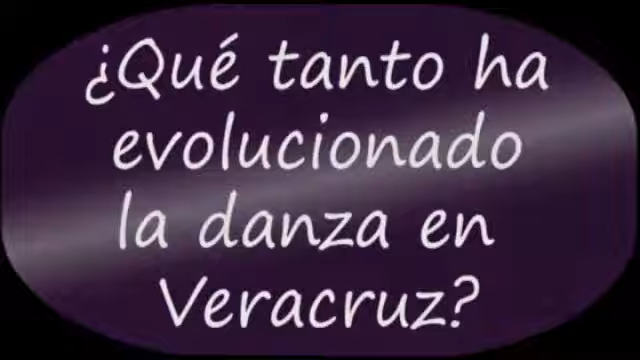 ¿Qué tanto ha
evolucionado
la danza en
Veracruz?